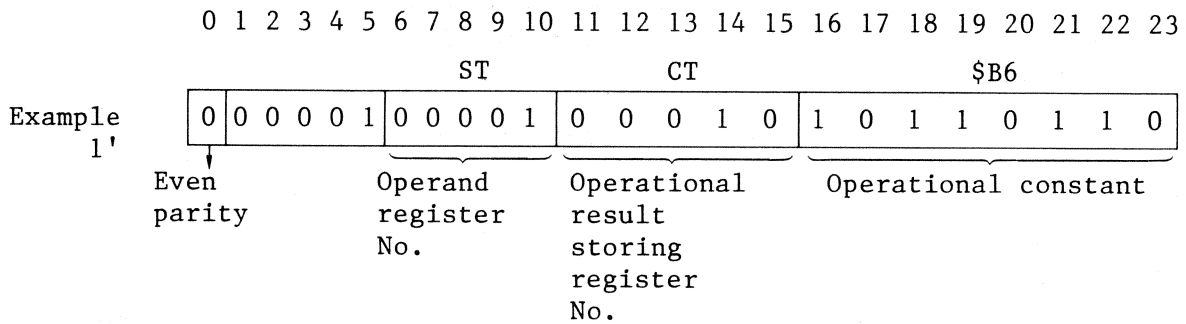 0 1 2 3 4 5 6 7 8 9 10 11 12 13 14 15 16 17 18 19 20 21 22 23
ST CT $B6
Example 0 0 0 0 0 1 0 0 0 0 1 0 0 0 1 0 1 0 1 1 0 1 1 0
1'
Even Operand Operational Operational constant
parity register result
No. storing
register
No.